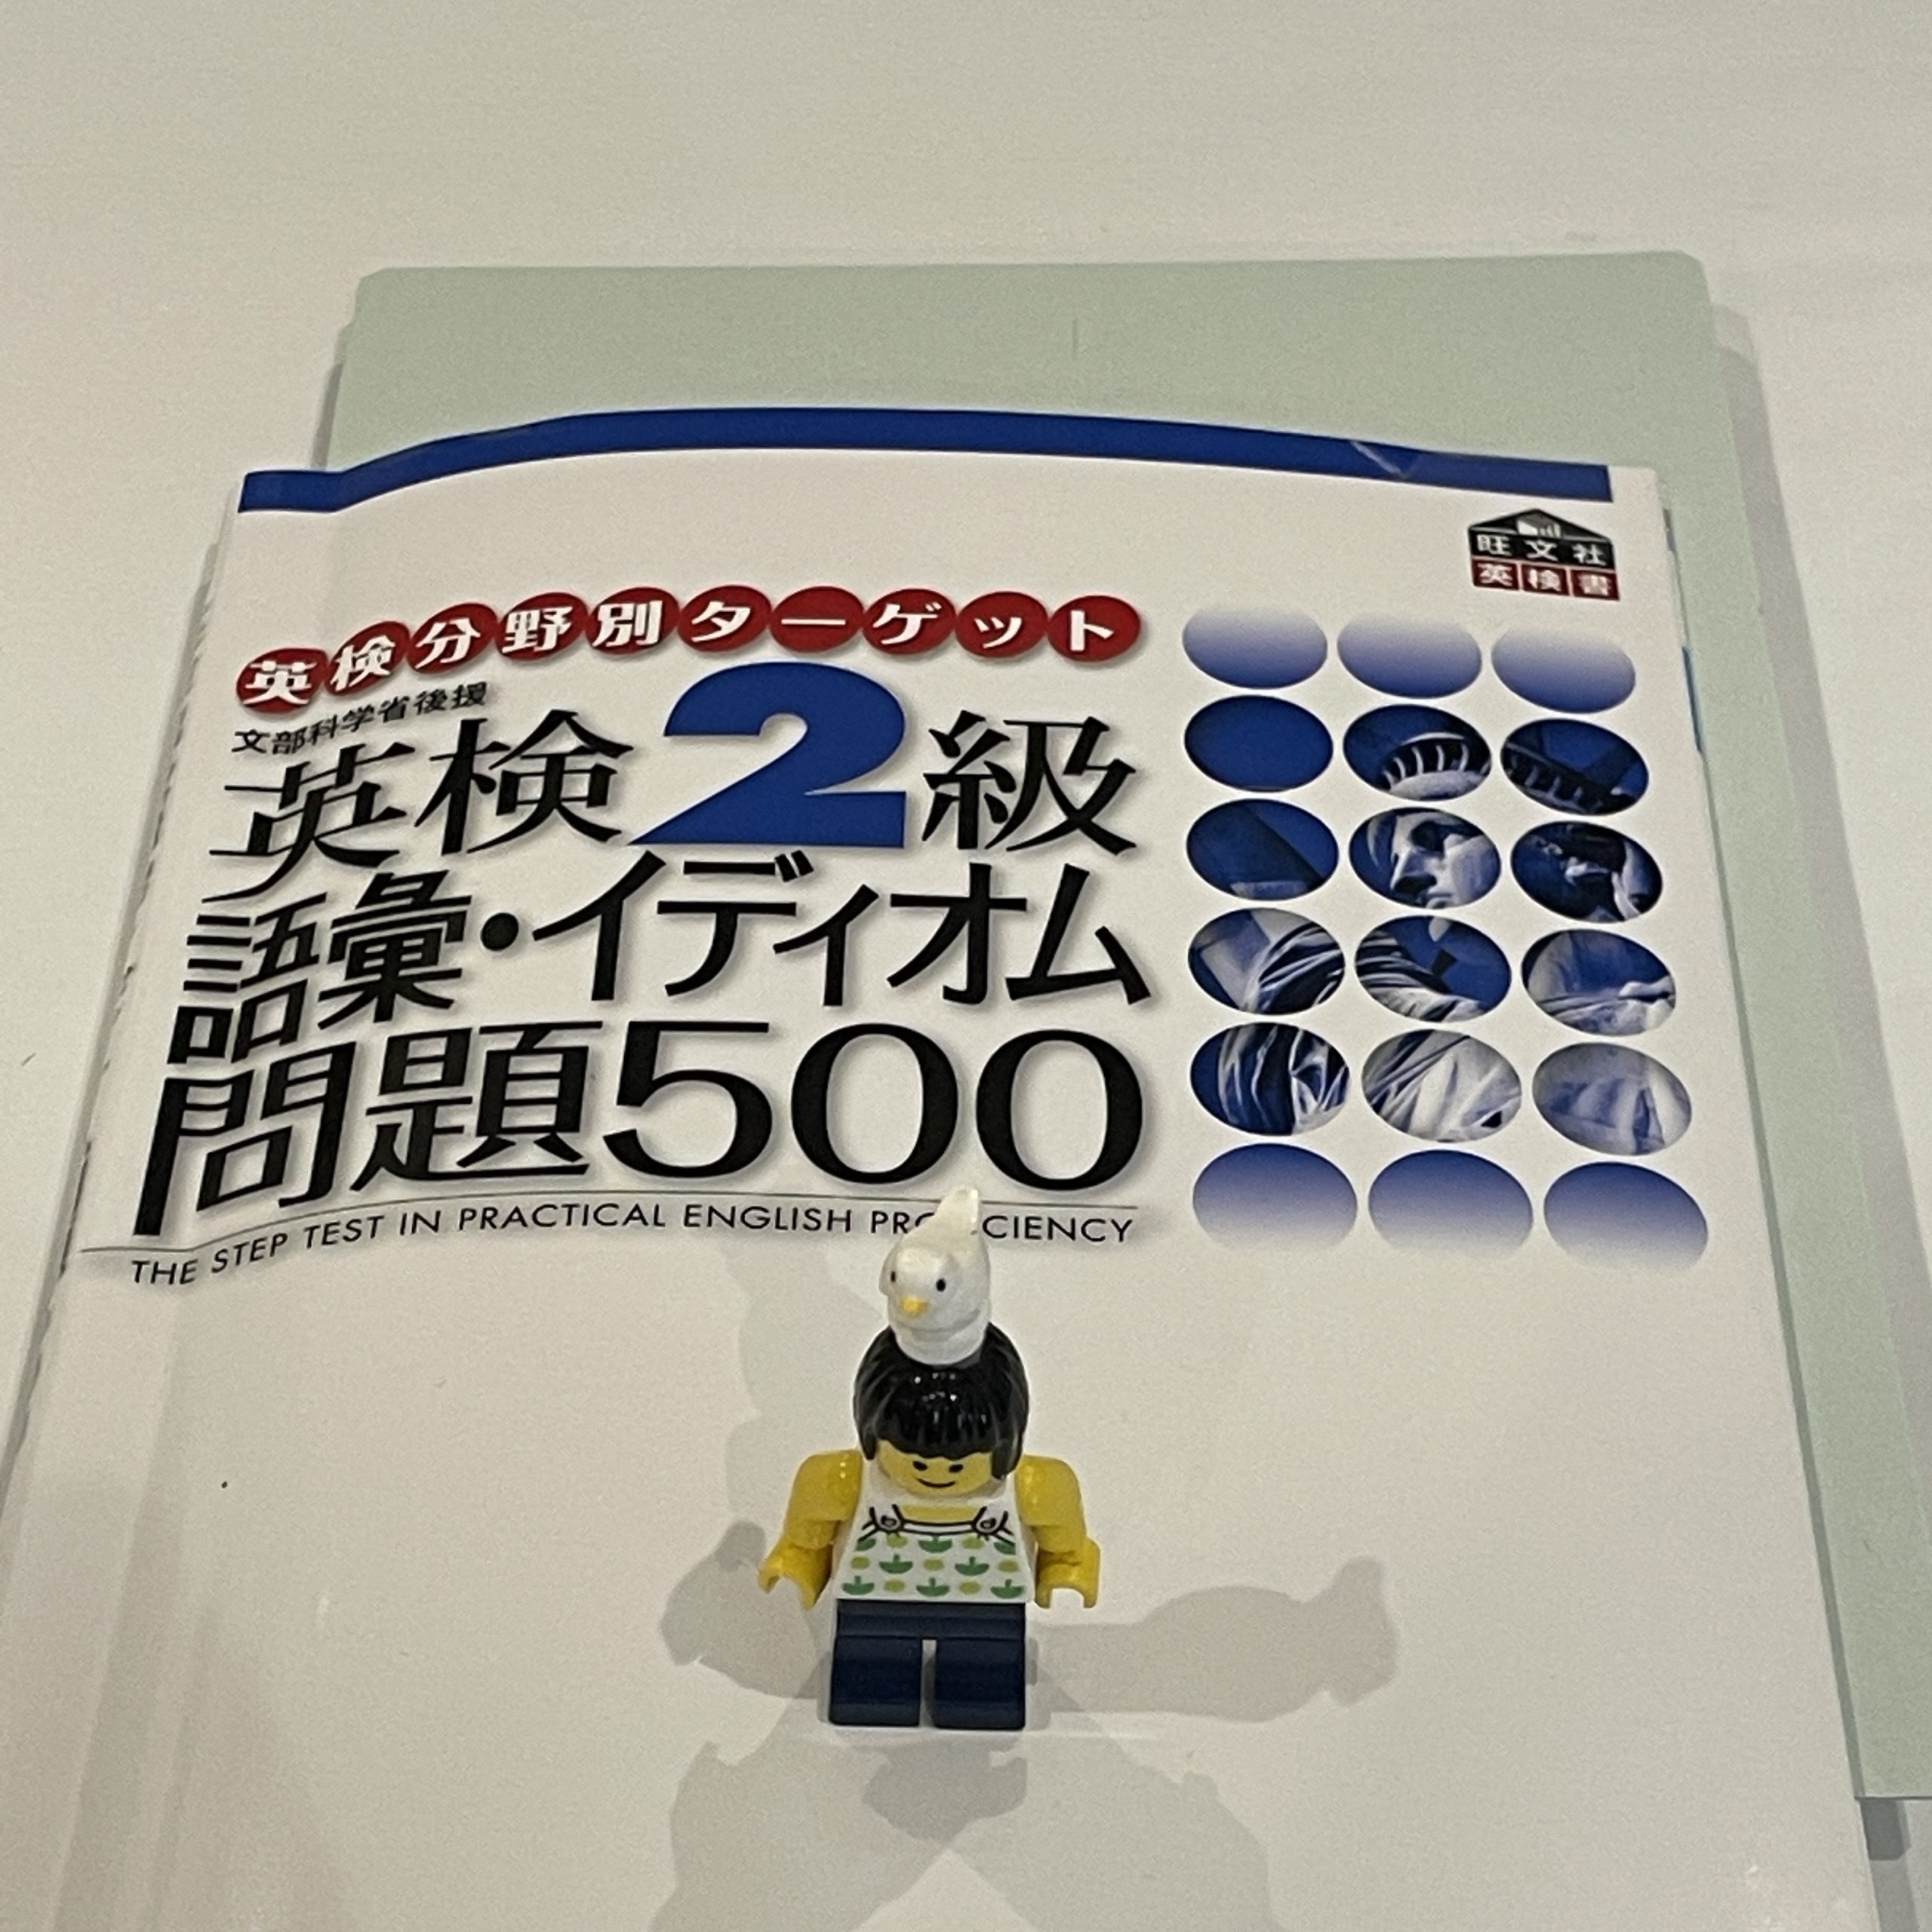 旺文社
英検書
英検分野別ターゲット
文部科学省後援
英検2級
語彙・イディオム
問題500
THE STEP TEST IN PRACTICAL ENGLISH